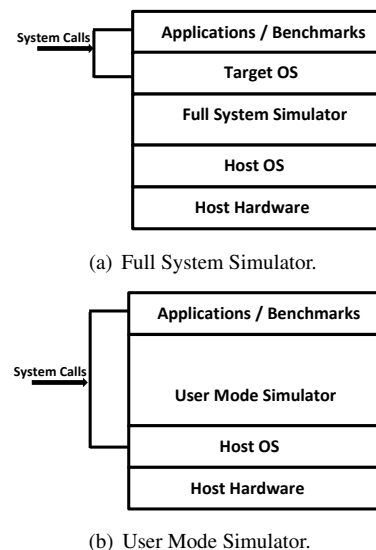 Applications / Benchmarks
System Calls
Target OS
Full System Simulator
Host OS
Host Hardware
(a) Full System Simulator.
Applications / Benchmarks
System Calls
User Mode Simulator
Host OS
Host Hardware
(b) User Mode Simulator.